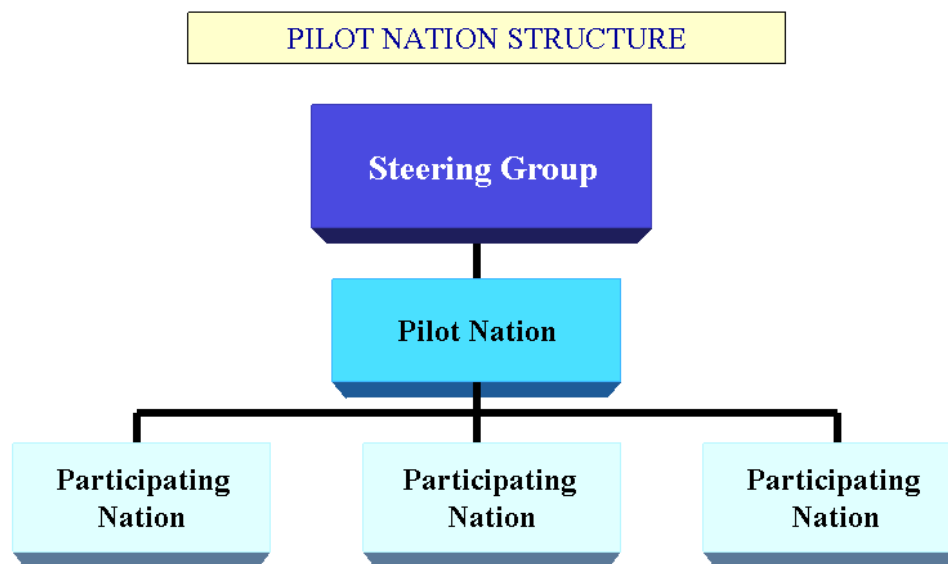 PILOT NATION STRUCTURE
Steering Group
Pilot Nation
Participating
Nation
Participating
Nation
Participating
Nation